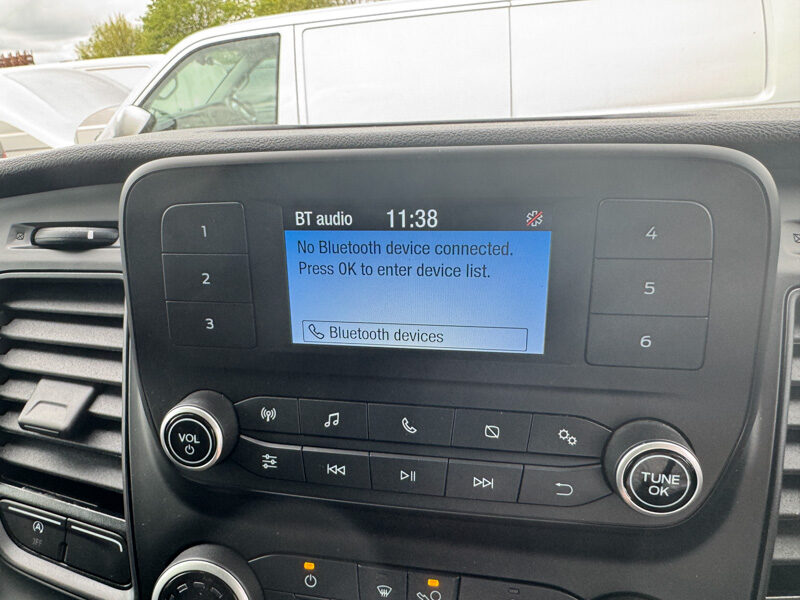 BT audio 11:38
No Bluetooth device connected.
Press OK to enter device list.
Bluetooth devices
1
2
3
4
5
6
VOL
TUNE
OK
A
OFF